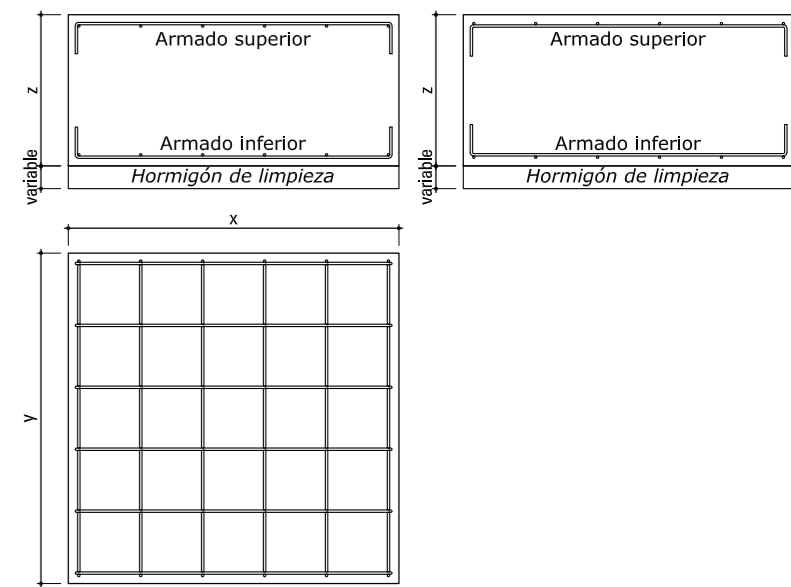 z
Armado superior
Armado inferior
variable
Hormigón de limpieza
z
Armado superior
Armado inferior
variable
Hormigón de limpieza
x
y